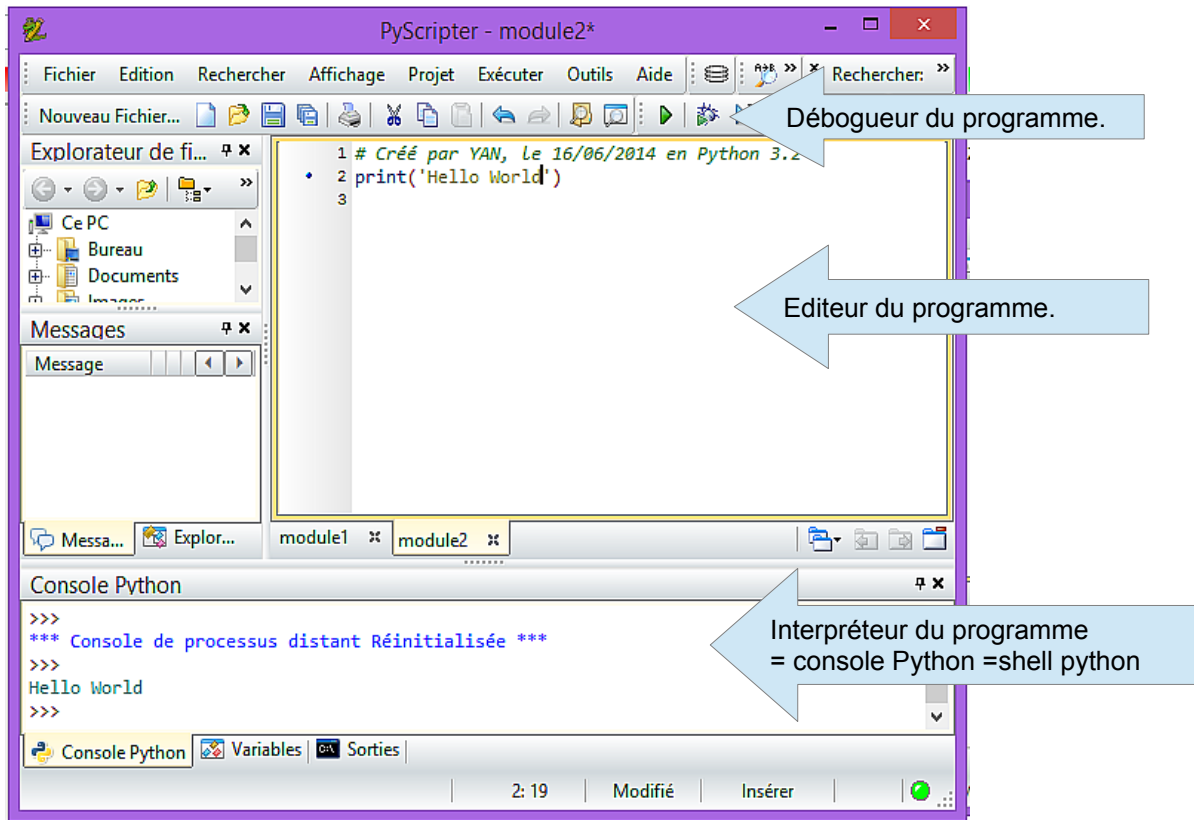 PyScripter - module2*
Fichier Edition Rechercher Affichage Projet Exécuter Outils Aide Rechercher:
Nouveau Fichier...
Débogueur du programme.
Explorateur de fi...
1 # Créé par YAN, le 16/06/2014 en Python 3.2
2 print('Hello World')
3
Ce PC
Bureau
Documents
Images
Editeur du programme.
Messages
Message
Messa... Explor...
module1 module2
Console Python
>>>
*** Console de processus distant Réinitialisée ***
>>>
Hello World
>>>
Interpréteur du programme
= console Python =shell python
Console Python Variables Sorties
2: 19 Modifié Insérer